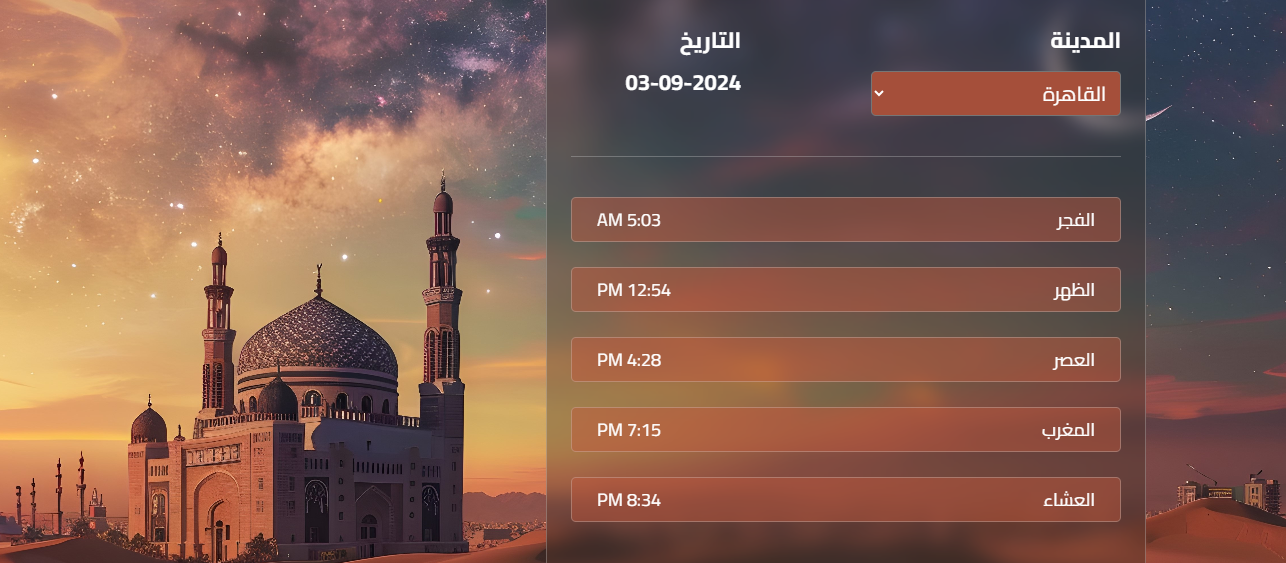 المدينة
القاهرة
التاريخ
03-09-2024
الفجر 5:03 AM
الظهر 12:54 PM
العصر 4:28 PM
المغرب 7:15 PM
العشاء 8:34 PM